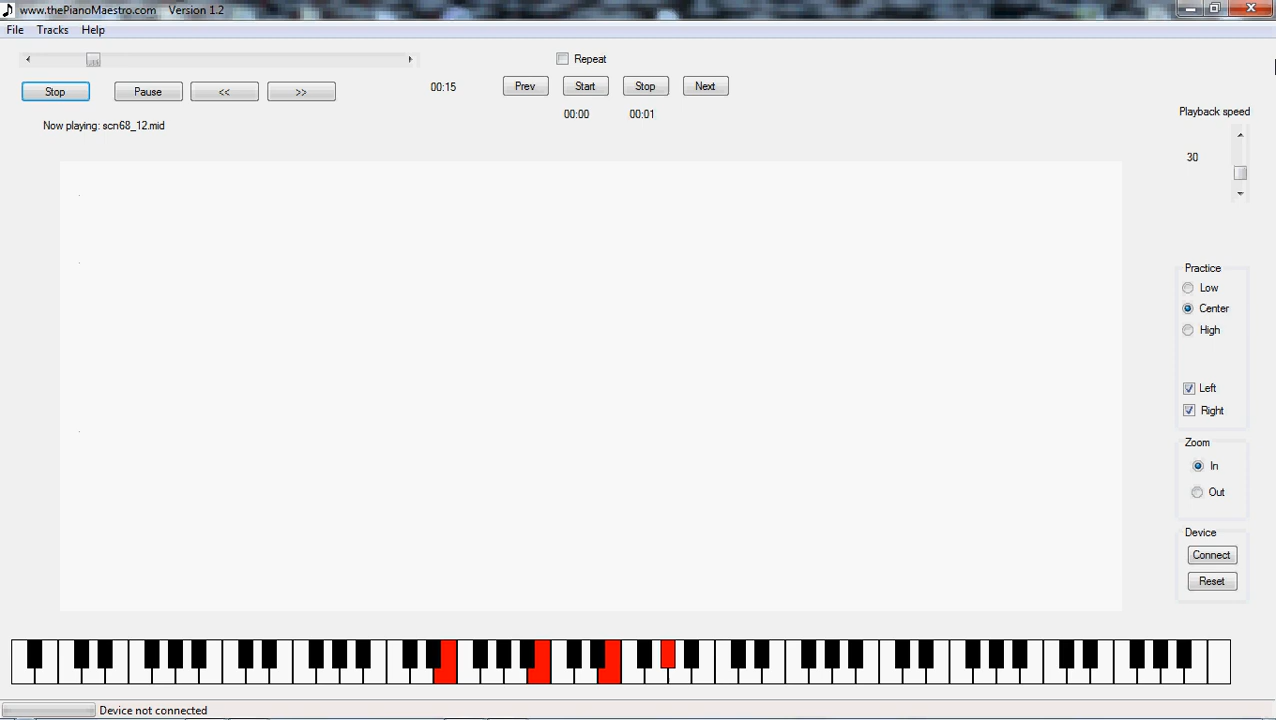 www.thePianoMaestro.com Version 1.2
File Tracks Help
Repeat
Stop Pause << >> 00:15 Prev Start Stop Next
00:00 00:01
Now playing: scn68_12.mid
Playback speed
30
Practice
Low
Center
High
Left
Right
Zoom
In
Out
Device
Connect
Reset
Device not connected